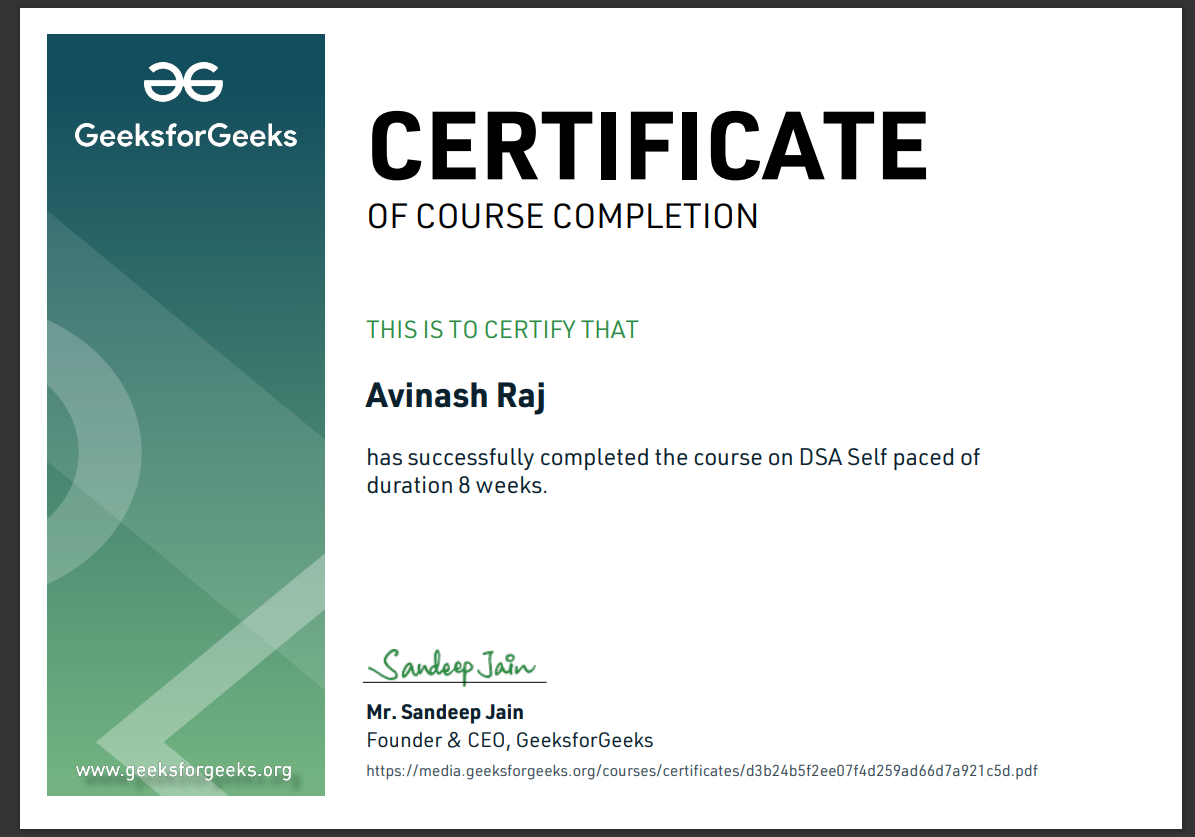 GeeksforGeeks
CERTIFICATE
OF COURSE COMPLETION
THIS IS TO CERTIFY THAT
Avinash Raj
has successfully completed the course on DSA Self paced of
duration 8 weeks.
Sandeep Jain
Mr. Sandeep Jain
Founder & CEO, GeeksforGeeks
https://media.geeksforgeeks.org/courses/certificates/d3b24b5f2ee07f4d259ad66d7a921c5d.pdf
www.geeksforgeeks.org